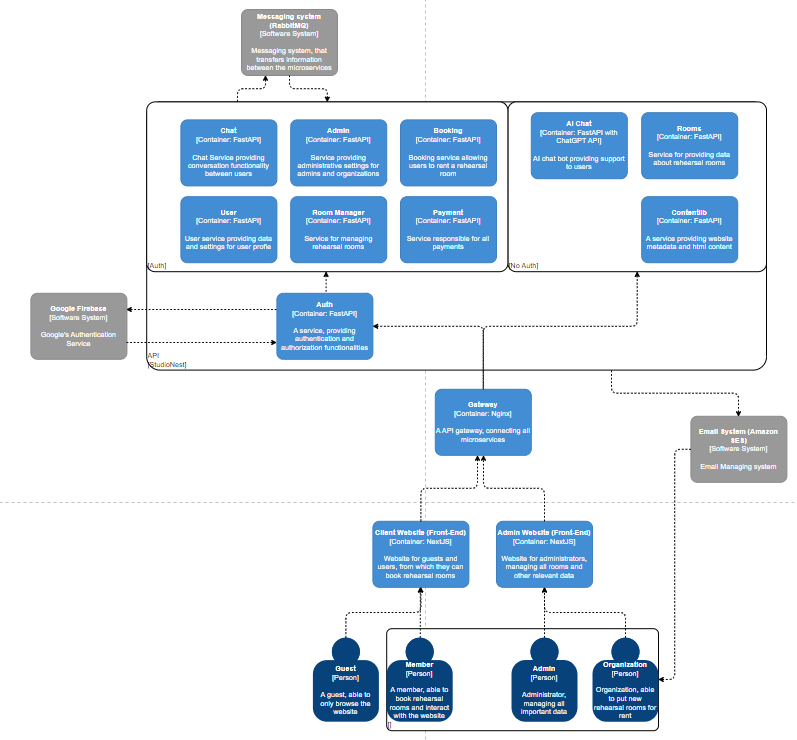 Messaging system
(RabbitMQ)
[Software System]
Messaging system, that
transfers information
between the microservices
Chat
[Container: FastAPI]
Chat Service providing
conversation functionality
between users
Admin
[Container: FastAPI]
Service providing
administrative settings for
admins and organizations
Booking
[Container: FastAPI]
Booking service allowing
users to rent a rehearsal
room
AI Chat
[Container: FastAPI with
ChatGPT API]
AI chat bot providing support
to users
Rooms
[Container: FastAPI]
Service for providing data
about rehearsal rooms
User
[Container: FastAPI]
User service providing data
and settings for user profie
Room Manager
[Container: FastAPI]
Service for managing
rehearsal rooms
Payment
[Container: FastAPI]
Service responsible for all
payments
Contentlib
[Container: FastAPI]
A service providing website
metadata and html content
[Auth]
[No Auth]
Google Firebase
[Software System]
Google's Authentication
Service
Auth
[Container: FastAPI]
A service, providing
authentication and
authorization functionalities
API
[StudioNest]
Gateway
[Container: Nginx]
A API gateway, connecting all
microservices
Email System (Amazon
SES)
[Software System]
Email Managing system
Client Website (Front-End)
[Container: NextJS]
Website for guests and
users, from which they can
book rehearsal rooms
Admin Website (Front-End)
[Container: NextJS]
Website for administrators,
managing all rooms and
other relevant data
Guest
[Person]
A guest, able to
only browse the
website
Member
[Person]
A member, able to
book rehearsal
rooms and interact
with the website
Admin
[Person]
Administrator,
managing all
important data
Organization
[Person]
Organization, able
to put new
rehearsal rooms for
rent
[]